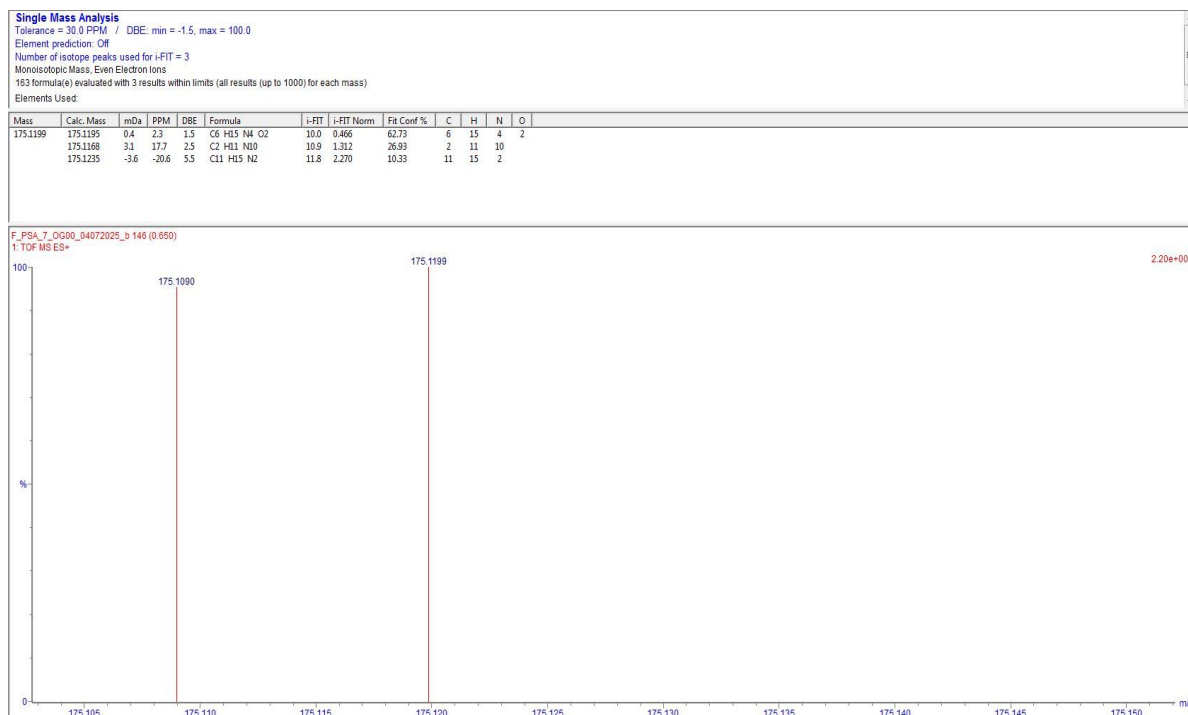 Single Mass Analysis
Tolerance = 30.0 PPM / DBE: min = -1.5, max = 100.0
Element prediction: Off
Number of isotope peaks used for i-FIT = 3
Monoisotopic Mass, Even Electron Ions
163 formula(e) evaluated with 3 results within limits (all results (up to 1000) for each mass)
Elements Used:
Mass Calc. Mass mDa PPM DBE Formula i-FIT i-FIT Norm Fit Conf % C H N O
175.1199 175.1195 0.4 2.3 1.5 C6 H15 N4 O2 10.0 0.466 62.73 6 15 4 2
175.1168 3.1 17.7 2.5 C2 H11 N10 10.9 1.312 26.93 2 11 10
175.1235 -3.6 -20.6 5.5 C11 H15 N2 11.8 2.270 10.33 11 15 2
F_PSA_7_OG00_04072025_b 146 (0.650)
1: TOF MS ES+
2.20e+00
100
175.1199
175.1090
%
0
175.105 175.110 175.115 175.120 175.125 175.130 175.135 175.140 175.145 175.150